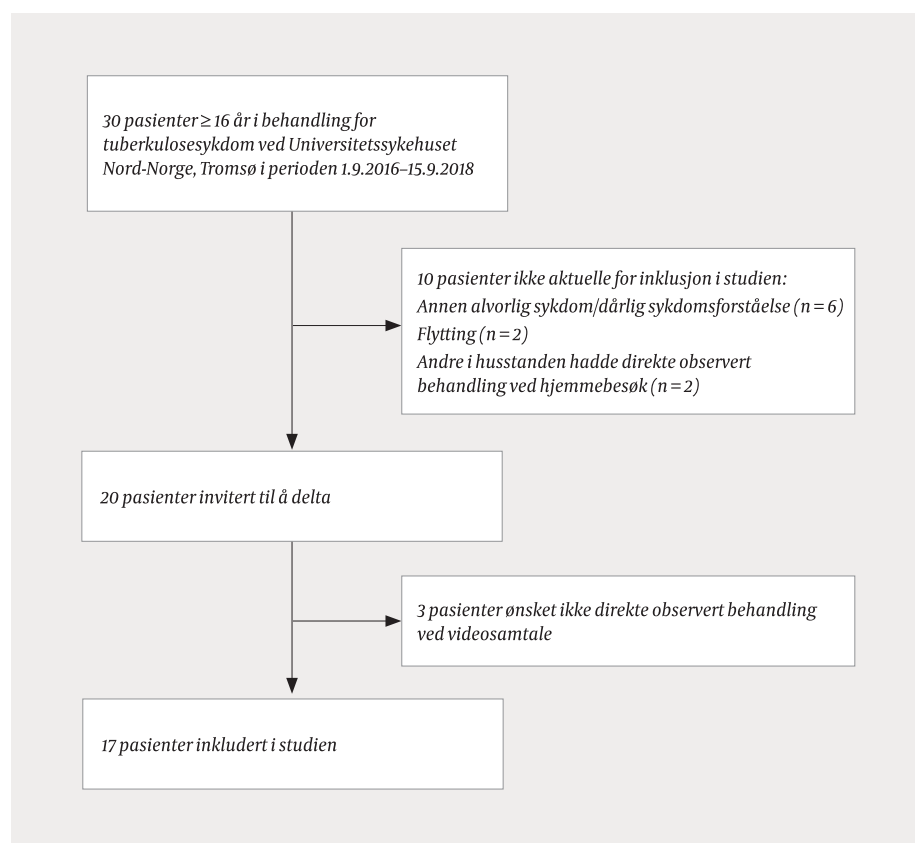 30 pasienter ≥ 16 år i behandling for
tuberkulosesykdom ved Universitetssykehuset
Nord-Norge, Tromsø i perioden 1.9.2016–15.9.2018
10 pasienter ikke aktuelle for inklusjon i studien:
Annen alvorlig sykdom/dårlig sykdomsforståelse (n = 6)
Flytting (n = 2)
Andre i husstanden hadde direkte observert
behandling ved hjemmebesøk (n = 2)
20 pasienter invitert til å delta
3 pasienter ønsket ikke direkte observert behandling
ved videosamtale
17 pasienter inkludert i studien